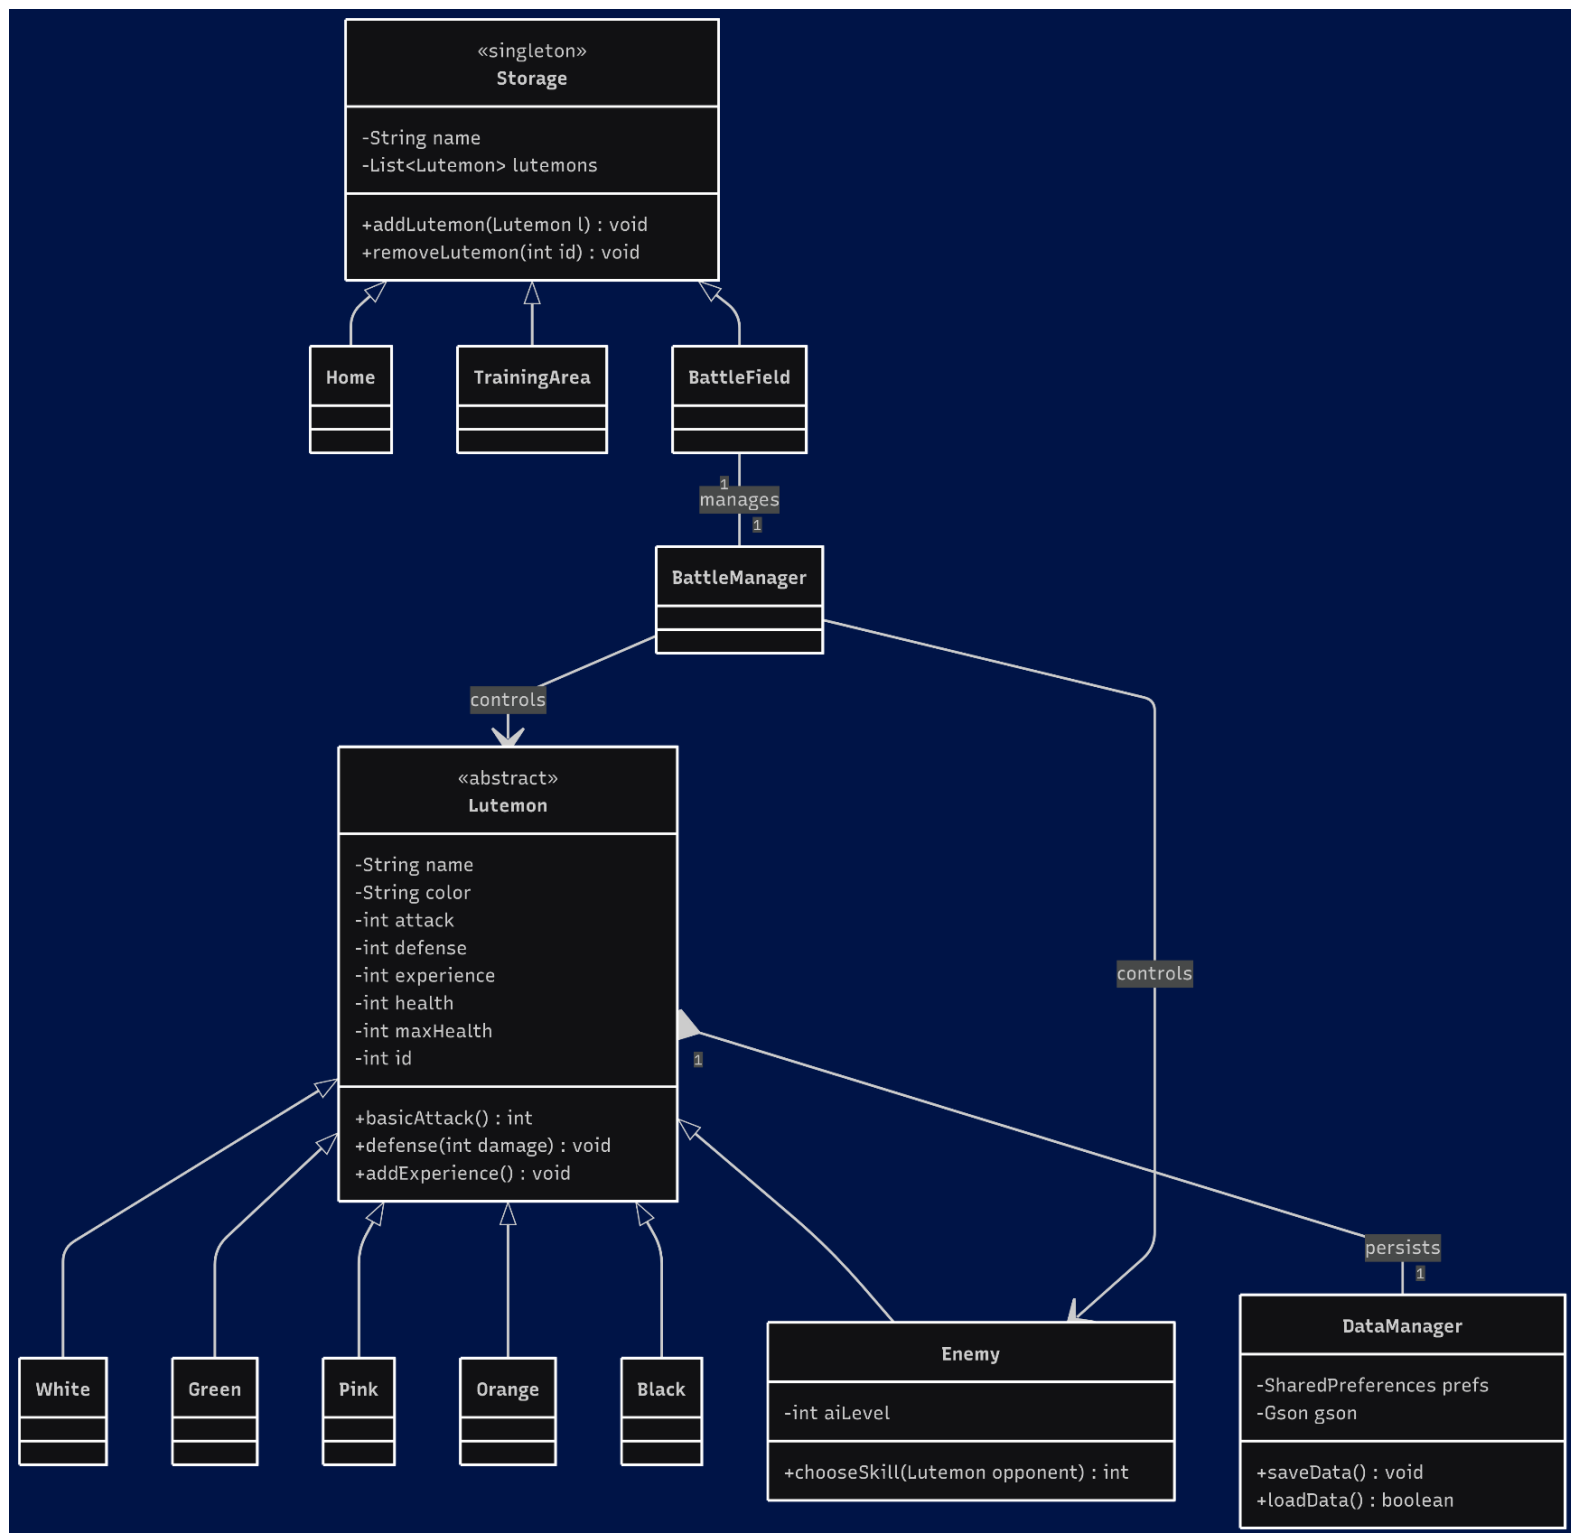 «singleton»
Storage
-String name
-List<Lutemon> lutemons
+addLutemon(Lutemon l) : void
+removeLutemon(int id) : void
Home
TrainingArea
BattleField
1
manages
1
BattleManager
controls
«abstract»
Lutemon
-String name
-String color
-int attack
-int defense
-int experience
-int health
-int maxHealth
-int id
+basicAttack() : int
+defense(int damage) : void
+addExperience() : void
controls
1
persists
1
White
Green
Pink
Orange
Black
Enemy
-int aiLevel
+chooseSkill(Lutemon opponent) : int
DataManager
-SharedPreferences prefs
-Gson gson
+saveData() : void
+loadData() : boolean